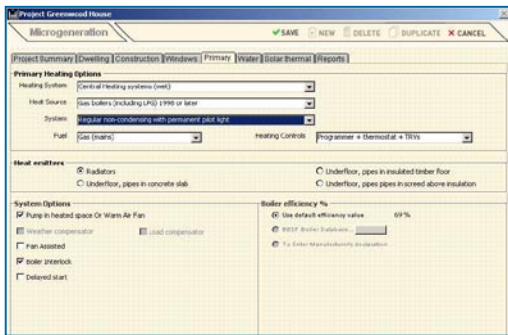 Project Greenwood House
Microgeneration
SAVE NEW DELETE DUPLICATE CANCEL
Project Summary Dwelling Construction Windows Primary Water Solar thermal Reports
Primary Heating Options
Heating System Central Heating systems (wet)
Heat Source Gas boilers (including LPG) 1998 or later
System Regular non-condensing with permanent pilot light
Fuel Gas (mains) Heating Controls Programmer + thermostat + TRVs
Heat emitters
Radiators Underfloor, pipes in insulated timber floor
Underfloor, pipes in concrete slab Underfloor, pipes in screed above insulation
System Options Boiler efficiency %
Pump in heated space Or Warm Air Fan Use default efficiency value 69%
Weather compensator Load compensator Boiler Database...
Fan Assisted To Enter Manufacturer's
Boiler Interlock
Delayed start